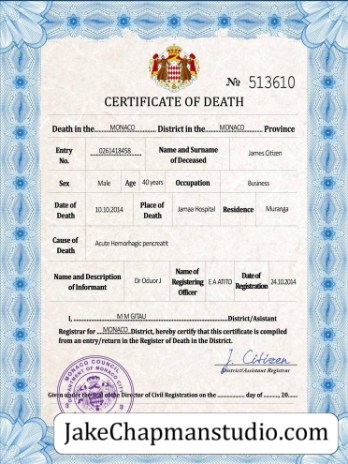 № 513610
CERTIFICATE OF DEATH
Death in the MONACO District in the MONACO Province
Entry No. 0261418458 Name and Surname of Deceased James Citizen
Sex Male Age 40 years Occupation Business
Date of Death 10.10.2014 Place of Death Jamaa Hospital Residence Muranga
Cause of Death Acute Hemorhagic pencreatit
Name and Description of Informant Dr Oduor J Name of Registering Officer E.A ATITO Date of Registration 24.10.2014
I, M M GITAU District/Asistant
Registrar for MONACO District, hereby certify that this certificate is compiled
from an entry/return in the Register of Death in the District.
J. Citizen
District/Assistant Registrar
MONACO COUNCIL
Given under the Seal of the Director of Civil Registration on the ............ day of ........., 20......
JakeChapmanstudio.com